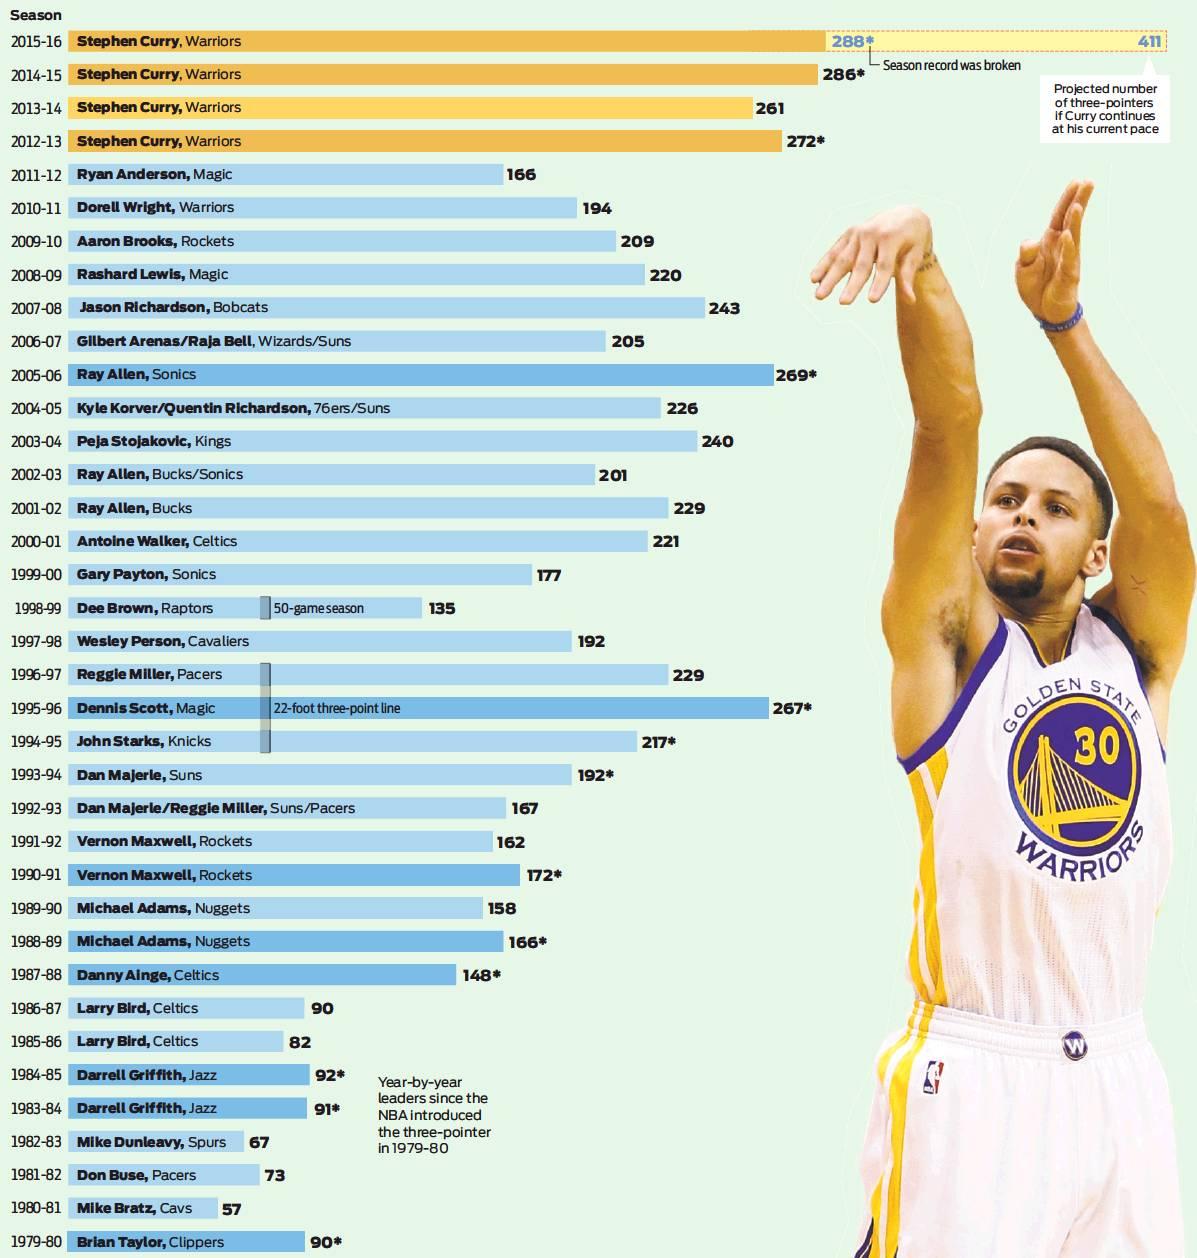 Season
2015-16 Stephen Curry, Warriors 288* 411
Season record was broken
Projected number
of three-pointers
if Curry continues
at his current pace
2014-15 Stephen Curry, Warriors 286*
2013-14 Stephen Curry, Warriors 261
2012-13 Stephen Curry, Warriors 272*
2011-12 Ryan Anderson, Magic 166
2010-11 Dorell Wright, Warriors 194
2009-10 Aaron Brooks, Rockets 209
2008-09 Rashard Lewis, Magic 220
2007-08 Jason Richardson, Bobcats 243
2006-07 Gilbert Arenas/Raja Bell, Wizards/Suns 205
2005-06 Ray Allen, Sonics 269*
2004-05 Kyle Korver/Quentin Richardson, 76ers/Suns 226
2003-04 Peja Stojakovic, Kings 240
2002-03 Ray Allen, Bucks/Sonics 201
2001-02 Ray Allen, Bucks 229
2000-01 Antoine Walker, Celtics 221
1999-00 Gary Payton, Sonics 177
1998-99 Dee Brown, Raptors 50-game season 135
1997-98 Wesley Person, Cavaliers 192
1996-97 Reggie Miller, Pacers 229
1995-96 Dennis Scott, Magic 22-foot three-point line 267*
1994-95 John Starks, Knicks 217*
1993-94 Dan Majerle, Suns 192*
1992-93 Dan Majerle/Reggie Miller, Suns/Pacers 167
1991-92 Vernon Maxwell, Rockets 162
1990-91 Vernon Maxwell, Rockets 172*
1989-90 Michael Adams, Nuggets 158
1988-89 Michael Adams, Nuggets 166*
1987-88 Danny Ainge, Celtics 148*
1986-87 Larry Bird, Celtics 90
1985-86 Larry Bird, Celtics 82
1984-85 Darrell Griffith, Jazz 92*
1983-84 Darrell Griffith, Jazz 91*
1982-83 Mike Dunleavy, Spurs 67
1981-82 Don Buse, Pacers 73
1980-81 Mike Bratz, Cavs 57
1979-80 Brian Taylor, Clippers 90*
Year-by-year
leaders since the
NBA introduced
the three-pointer
in 1979-80
GOLDEN STATE
30
WARRIORS
W